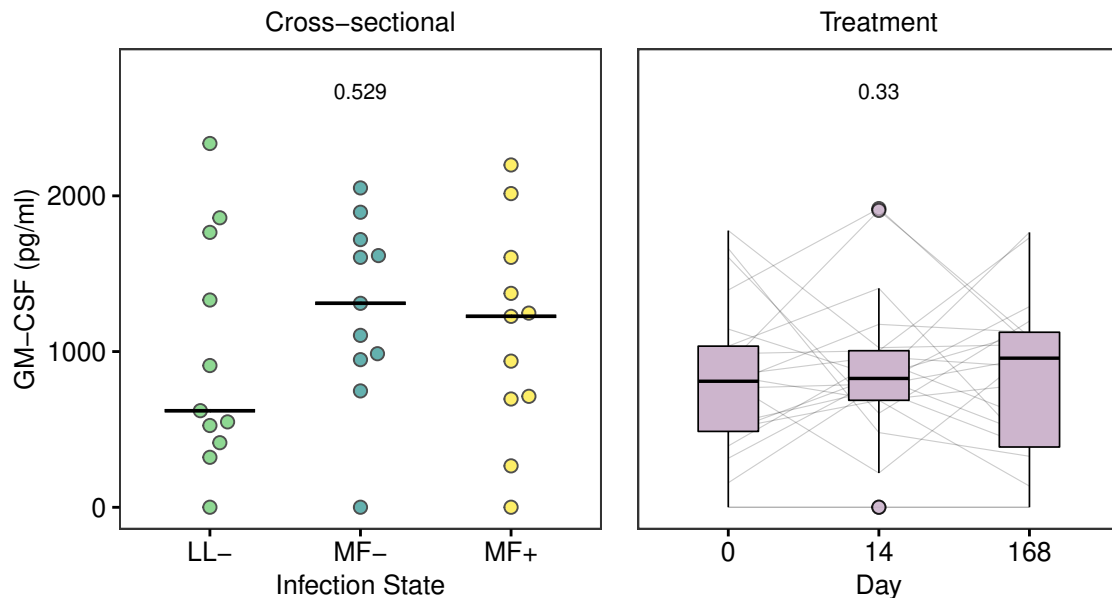 Cross−sectional
Treatment
0.529
0.33
GM−CSF (pg/ml)
2000
1000
0
LL−
MF−
MF+
0
14
168
Infection State
Day